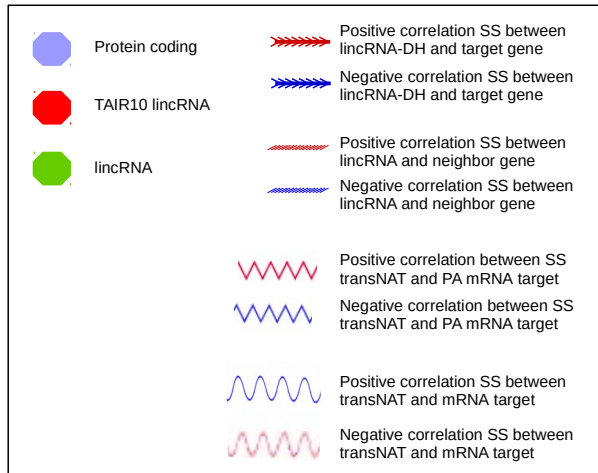 Protein coding
TAIR10 lincRNA
lincRNA
Positive correlation SS between
lincRNA-DH and target gene
Negative correlation SS between
lincRNA-DH and target gene
Positive correlation SS between
lincRNA and neighbor gene
Negative correlation SS between
lincRNA and neighbor gene
Positive correlation between SS
transNAT and PA mRNA target
Negative correlation between SS
transNAT and PA mRNA target
Positive correlation SS between
transNAT and mRNA target
Negative correlation SS between
transNAT and mRNA target